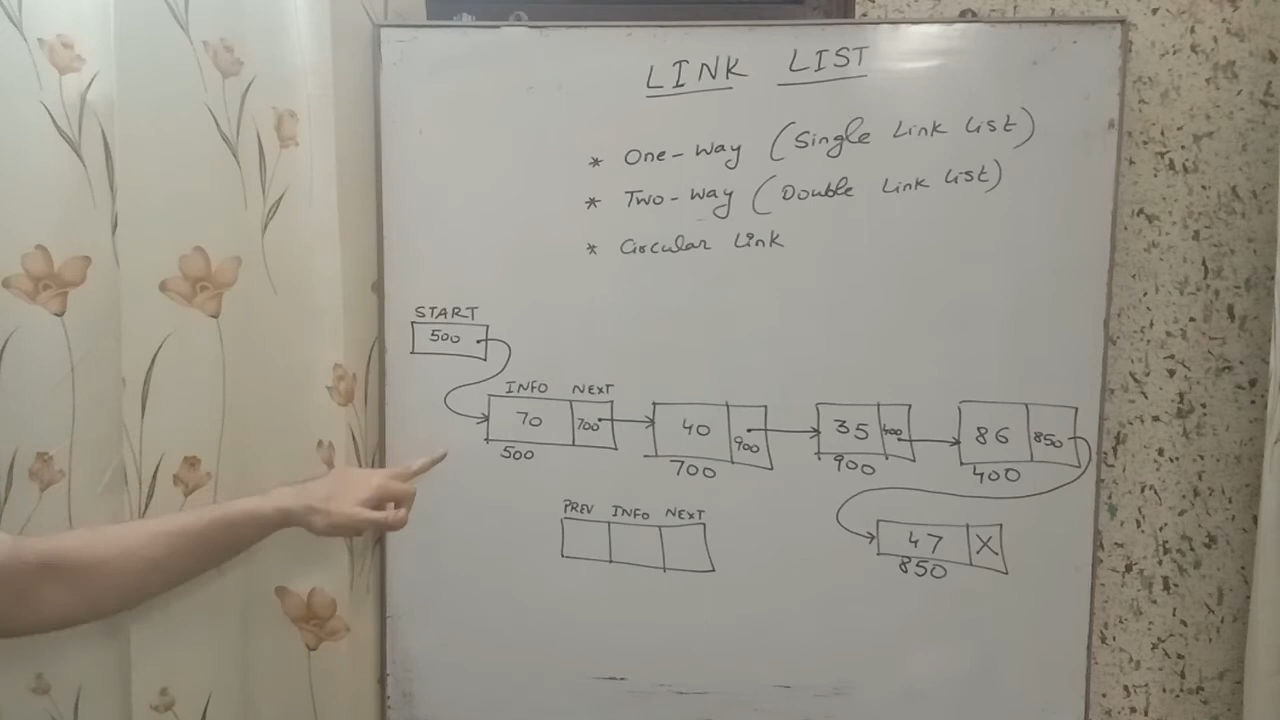 LINK LIST
* One-way (Single Link List)
* Two-way (Double Link List)
* Circular Link
START
500
INFO NEXT
70 700 40 900 35 400 86 850
500 700 900 400
PREV INFO NEXT
47 X
850